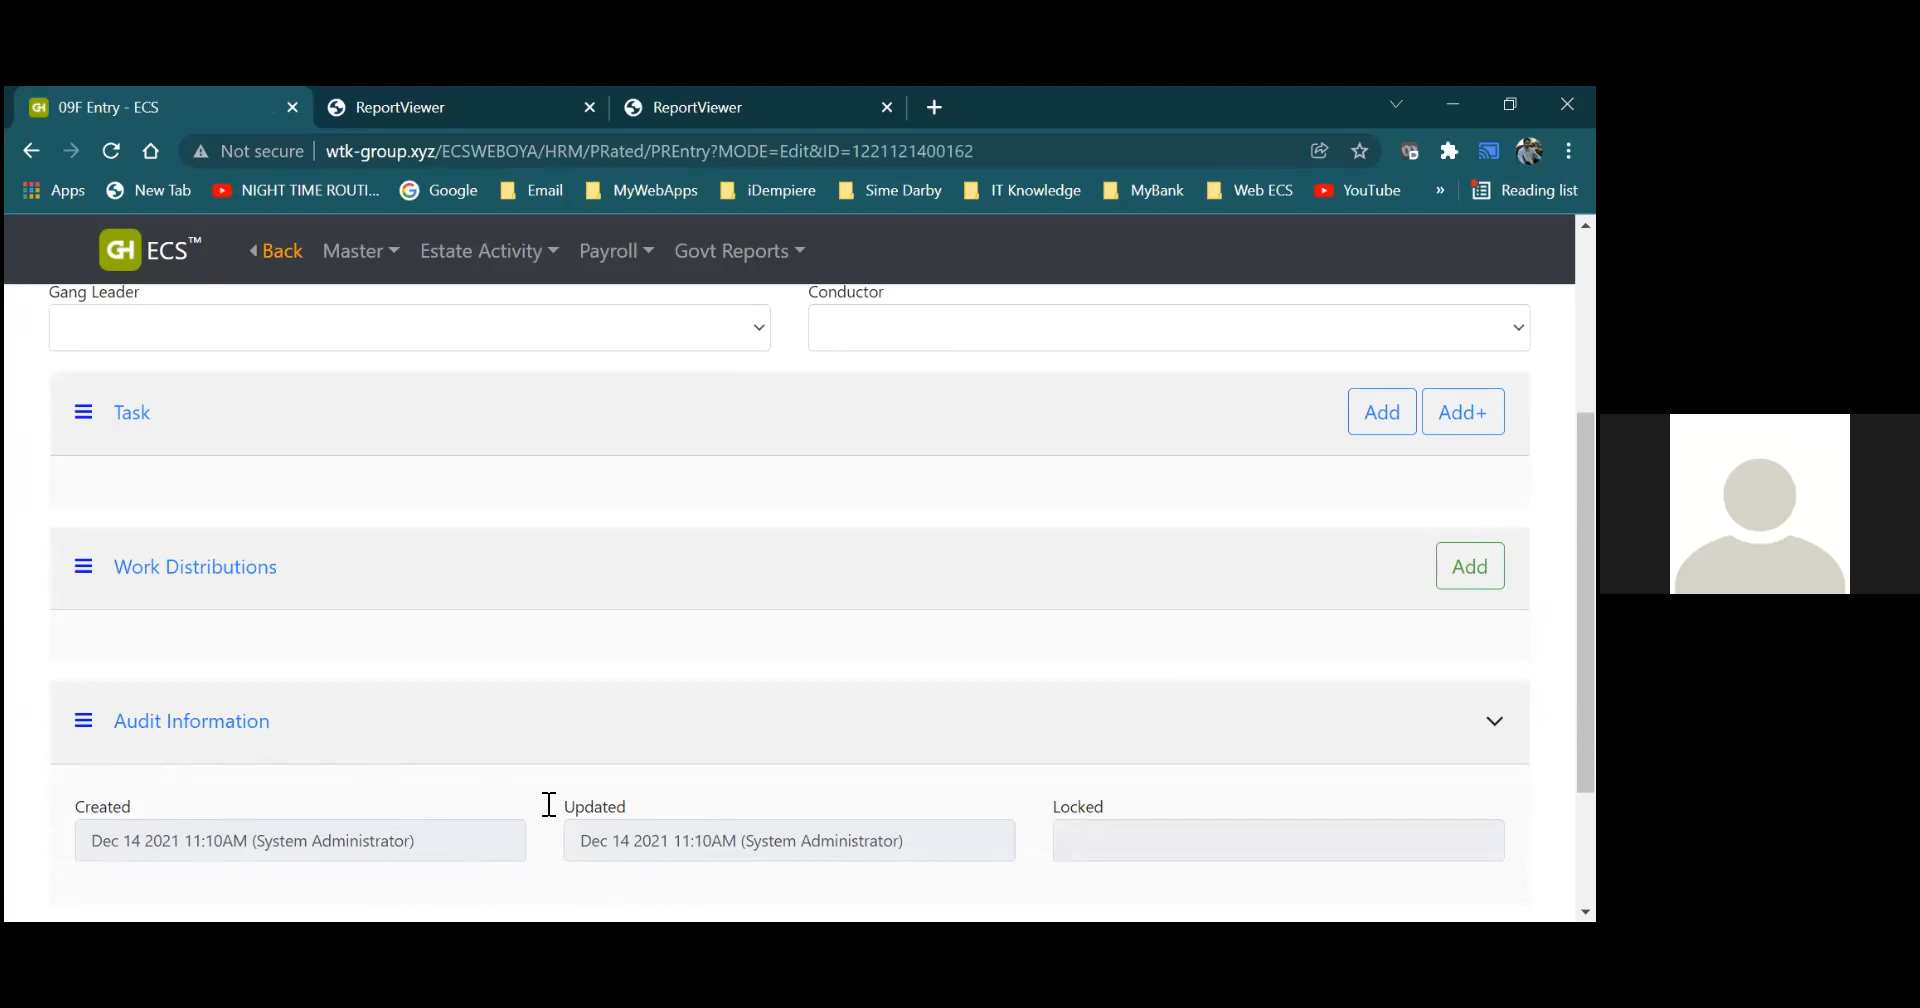 GH 09F Entry - ECS
ReportViewer
ReportViewer
Not secure wtk-group.xyz/ECSWEBOYA/HRM/PRated/PREntry?MODE=Edit&ID=1221121400162
Apps New Tab NIGHT TIME ROUTI... Google Email MyWebApps iDempiere Sime Darby IT Knowledge MyBank Web ECS YouTube » Reading list
GH ECS™ Back Master Estate Activity Payroll Govt Reports
Gang Leader Conductor
Task Add Add+
Work Distributions Add
Audit Information
Created Updated Locked
Dec 14 2021 11:10AM (System Administrator) Dec 14 2021 11:10AM (System Administrator)